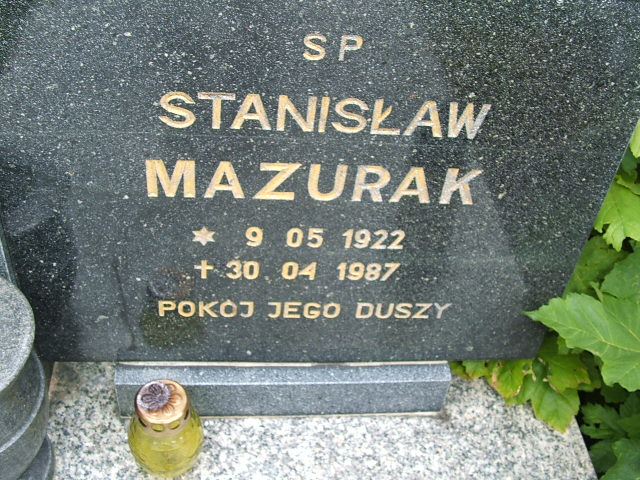 SP
STANISŁAW
MAZURAK
✶ 9 05 1922
✝ 30 04 1987
POKÓJ JEGO DUSZY